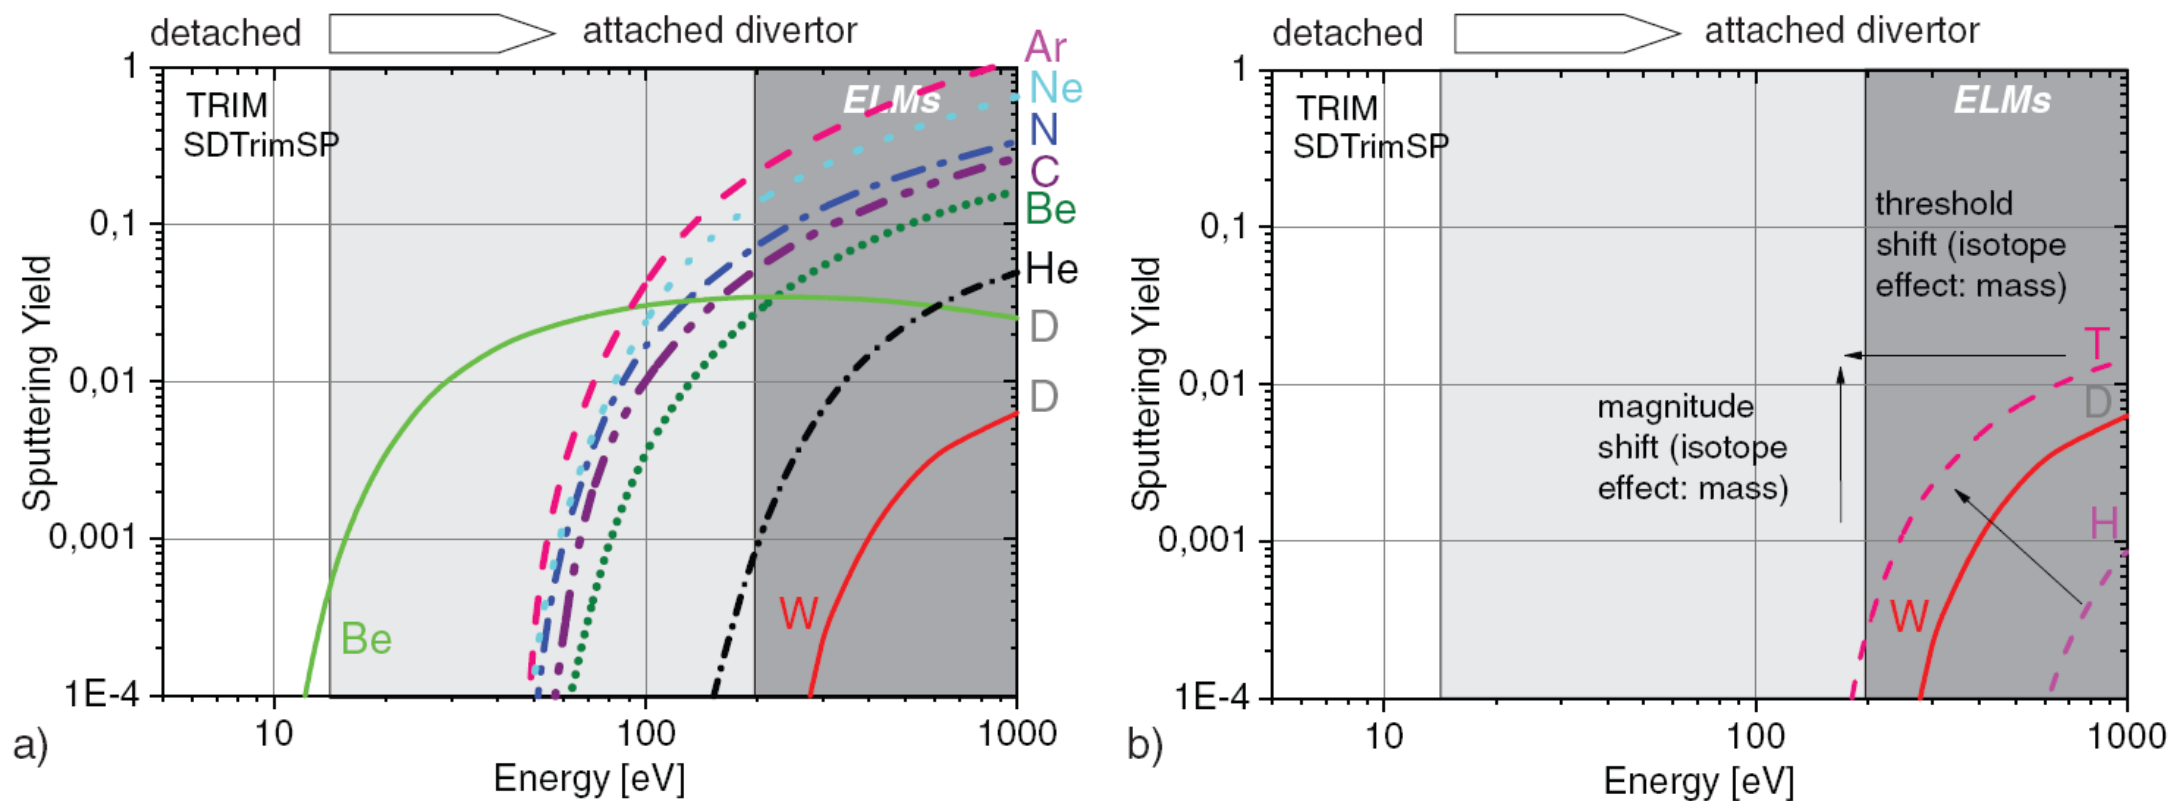 detached
attached divertor
1
0,1
0,01
0,001
1E-4
Sputtering Yield
TRIM
SDTrimSP
ELMs
Ar
Ne
N
C
Be
He
D
D
W
Be
10
100
1000
Energy [eV]
a)
detached
attached divertor
1
0,1
0,01
0,001
1E-4
Sputtering Yield
TRIM
SDTrimSP
ELMs
threshold
shift (isotope
effect: mass)
magnitude
shift (isotope
effect: mass)
T
D
H
W
10
100
1000
Energy [eV]
b)